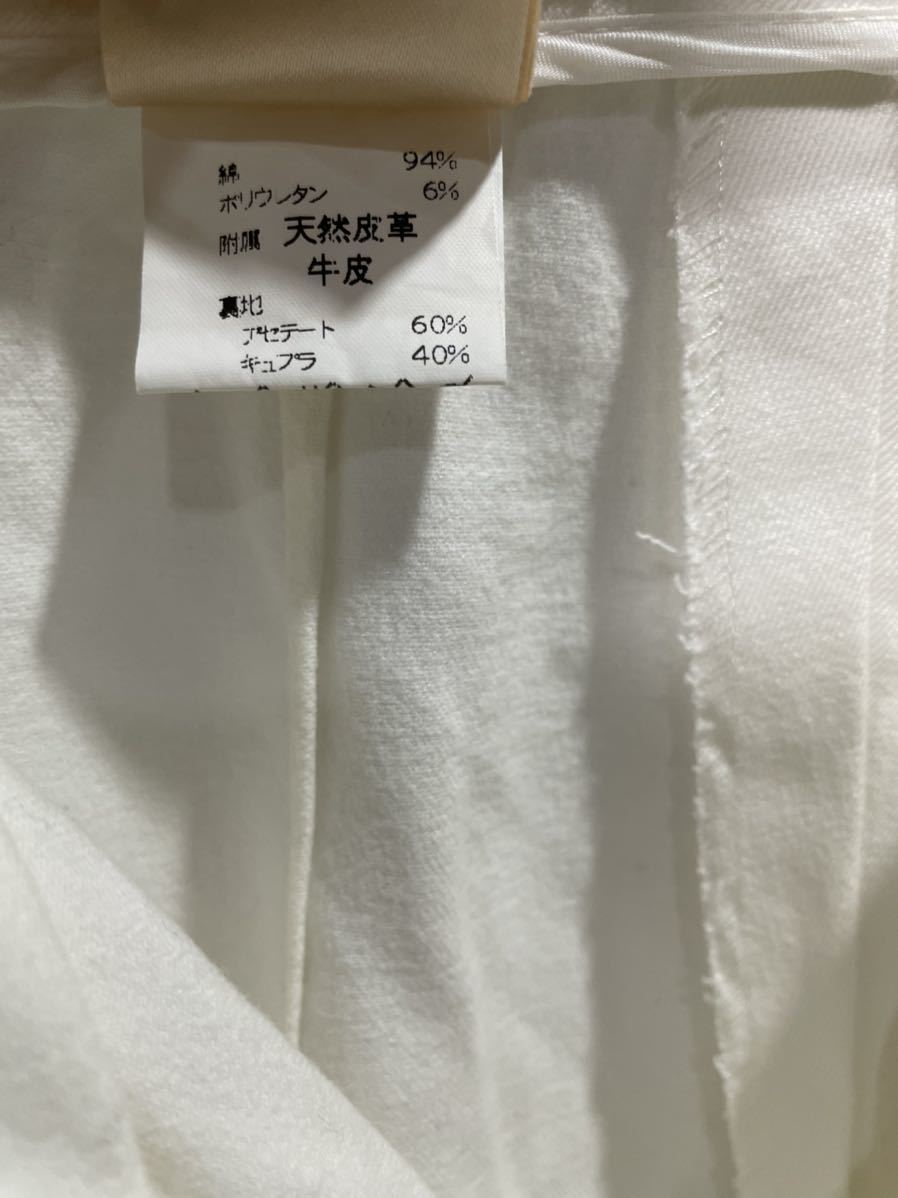 綿 94%
ポリウレタン 6%
附属 天然皮革
牛皮
裏地
アセテート 60%
キュプラ 40%